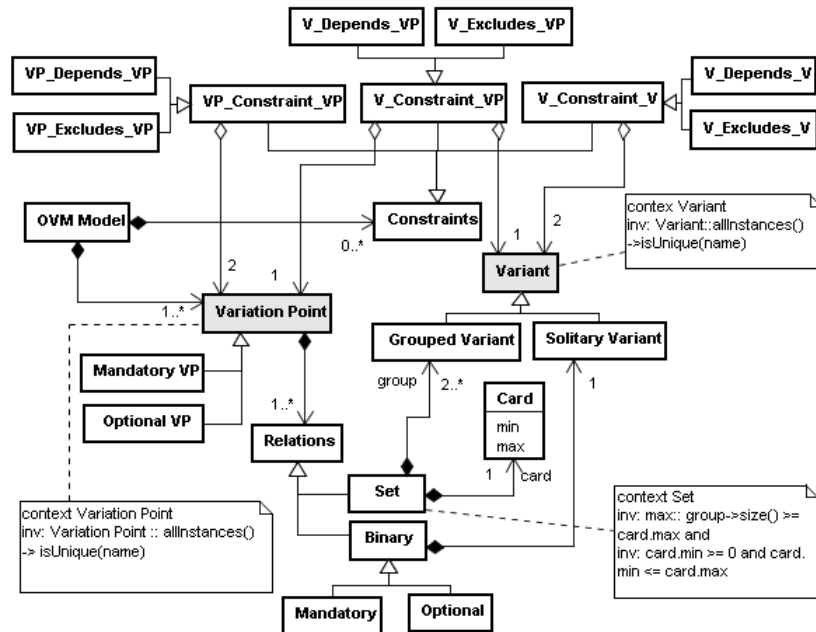 V_Depends_VP
V_Excludes_VP
VP_Depends_VP
VP_Excludes_VP
VP_Constraint_VP
V_Constraint_VP
V_Constraint_V
V_Depends_V
V_Excludes_V
OVM Model
Constraints
0..*
contex Variant
inv: Variant::allInstances()
->isUnique(name)
1
2
2
1
Variant
1..*
Variation Point
Grouped Variant
Solitary Variant
Mandatory VP
Optional VP
group
2..*
1
Card
min
max
1..*
Relations
1
card
Set
Binary
Mandatory
Optional
context Variation Point
inv: Variation Point :: allInstances()
-> isUnique(name)
context Set
inv: max:: group->size() >=
card.max and
inv: card.min >= 0 and card.
min <= card.max